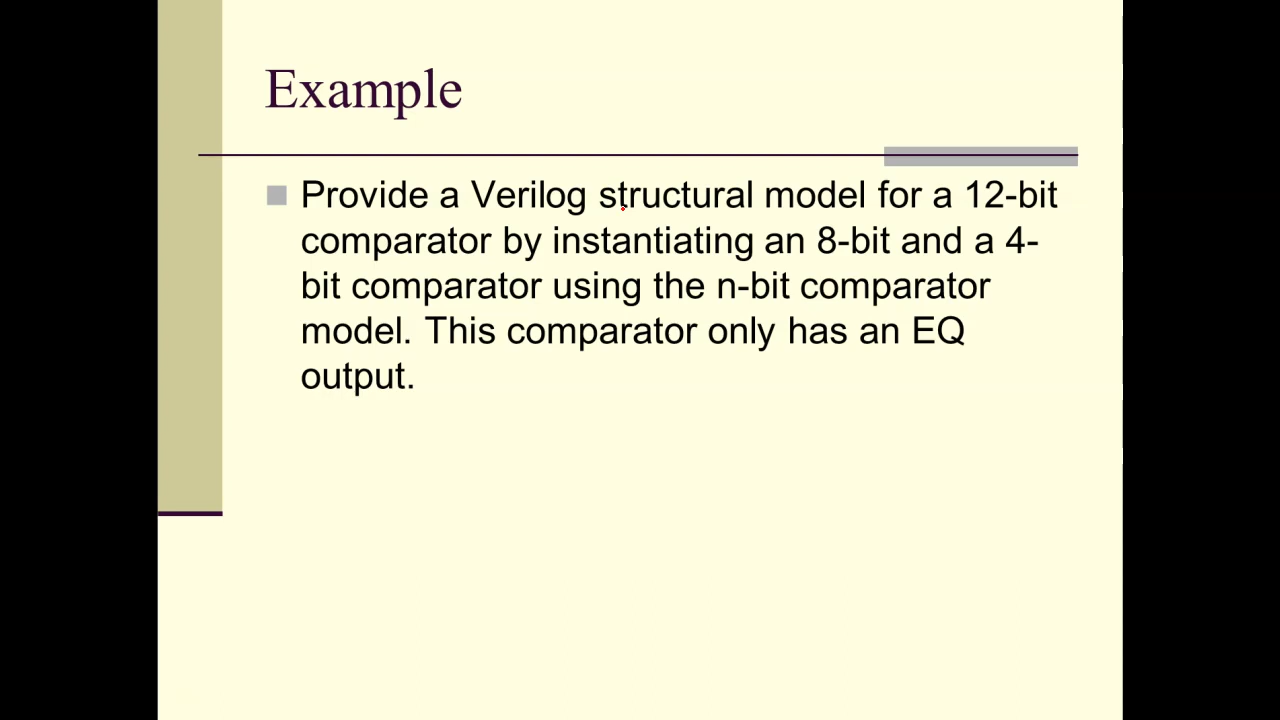 Example
Provide a Verilog structural model for a 12-bit
comparator by instantiating an 8-bit and a 4-
bit comparator using the n-bit comparator
model. This comparator only has an EQ
output.